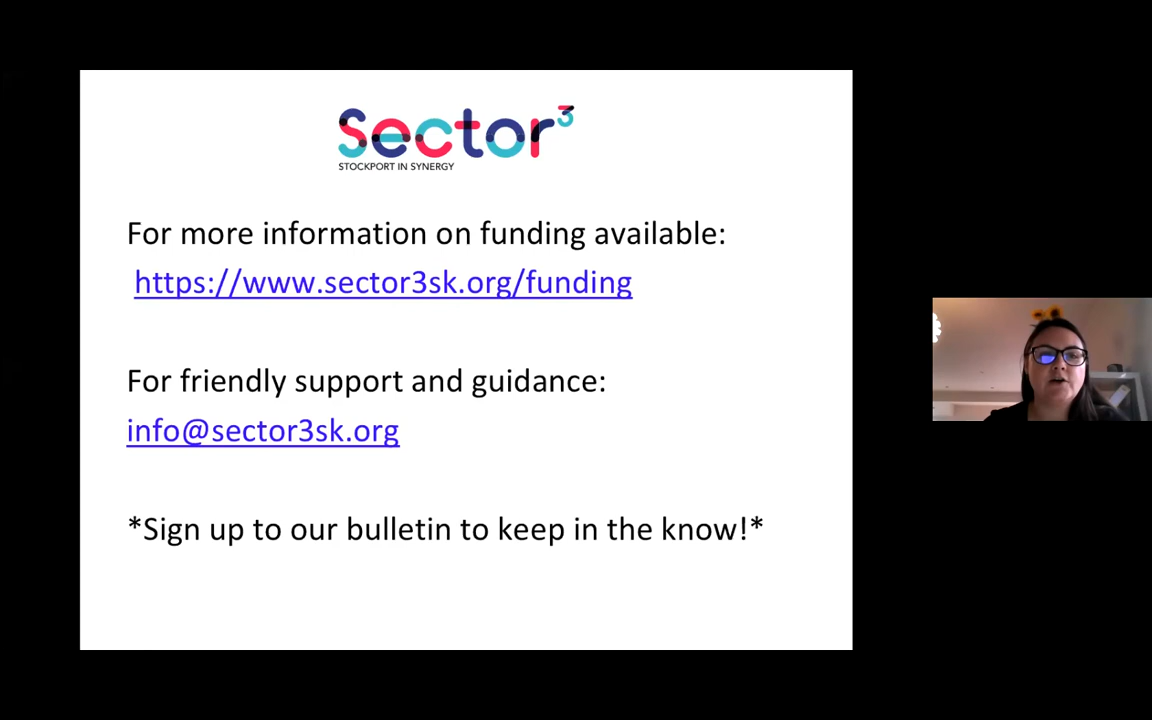 Sector3
STOCKPORT IN SYNERGY
For more information on funding available:
https://www.sector3sk.org/funding
For friendly support and guidance:
info@sector3sk.org
*Sign up to our bulletin to keep in the know!*